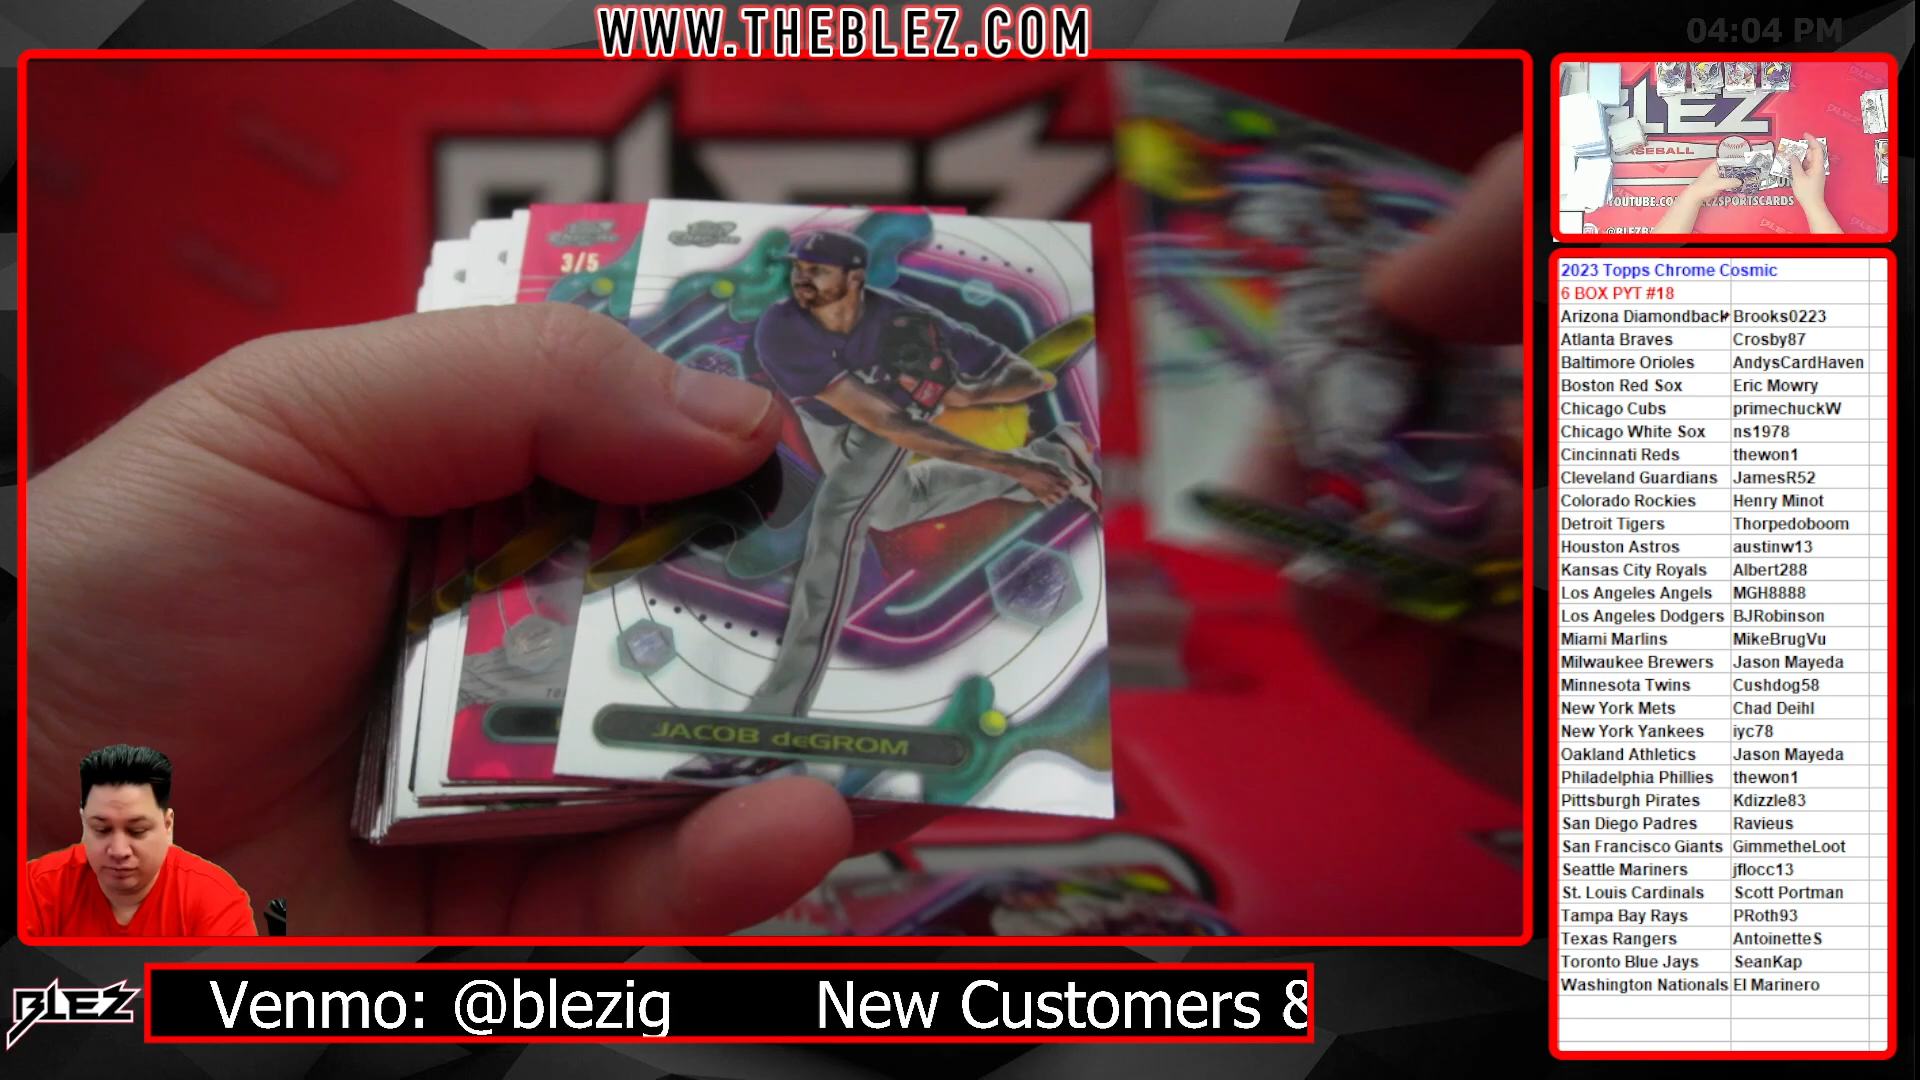 WWW.THEBLEZ.COM
04:04 PM
BLEZ
3/5
JACOB deGROM
BLEZ
BASEBALL
2023 Topps Chrome Cosmic
6 BOX PYT #18
Arizona Diamondback Brooks0223
Atlanta Braves Crosby87
Baltimore Orioles AndysCardHaven
Boston Red Sox Eric Mowry
Chicago Cubs primechuckW
Chicago White Sox ns1978
Cincinnati Reds thewon1
Cleveland Guardians JamesR52
Colorado Rockies Henry Minot
Detroit Tigers Thorpedoboom
Houston Astros austinw13
Kansas City Royals Albert288
Los Angeles Angels MGH8888
Los Angeles Dodgers BJRobinson
Miami Marlins MikeBrugVu
Milwaukee Brewers Jason Mayeda
Minnesota Twins Cushdog58
New York Mets Chad Deihl
New York Yankees iyc78
Oakland Athletics Jason Mayeda
Philadelphia Phillies thewon1
Pittsburgh Pirates Kdizzle83
San Diego Padres Ravieus
San Francisco Giants GimmetheLoot
Seattle Mariners jflocc13
St. Louis Cardinals Scott Portman
Tampa Bay Rays PRoth93
Texas Rangers AntoinetteS
Toronto Blue Jays SeanKap
Washington Nationals El Marinero
BLEZ
Venmo: @blezig New Customers &